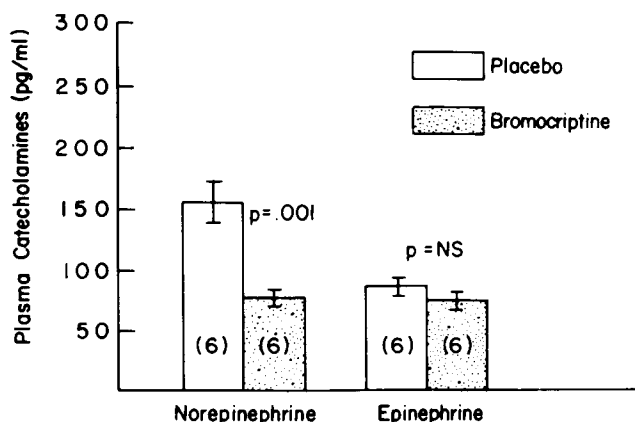 Plasma Catecholamines (pg/ml)
300
250
200
150
100
50
Placebo
Bromocriptine
p=.001
p=NS
(6) (6) (6) (6)
Norepinephrine Epinephrine